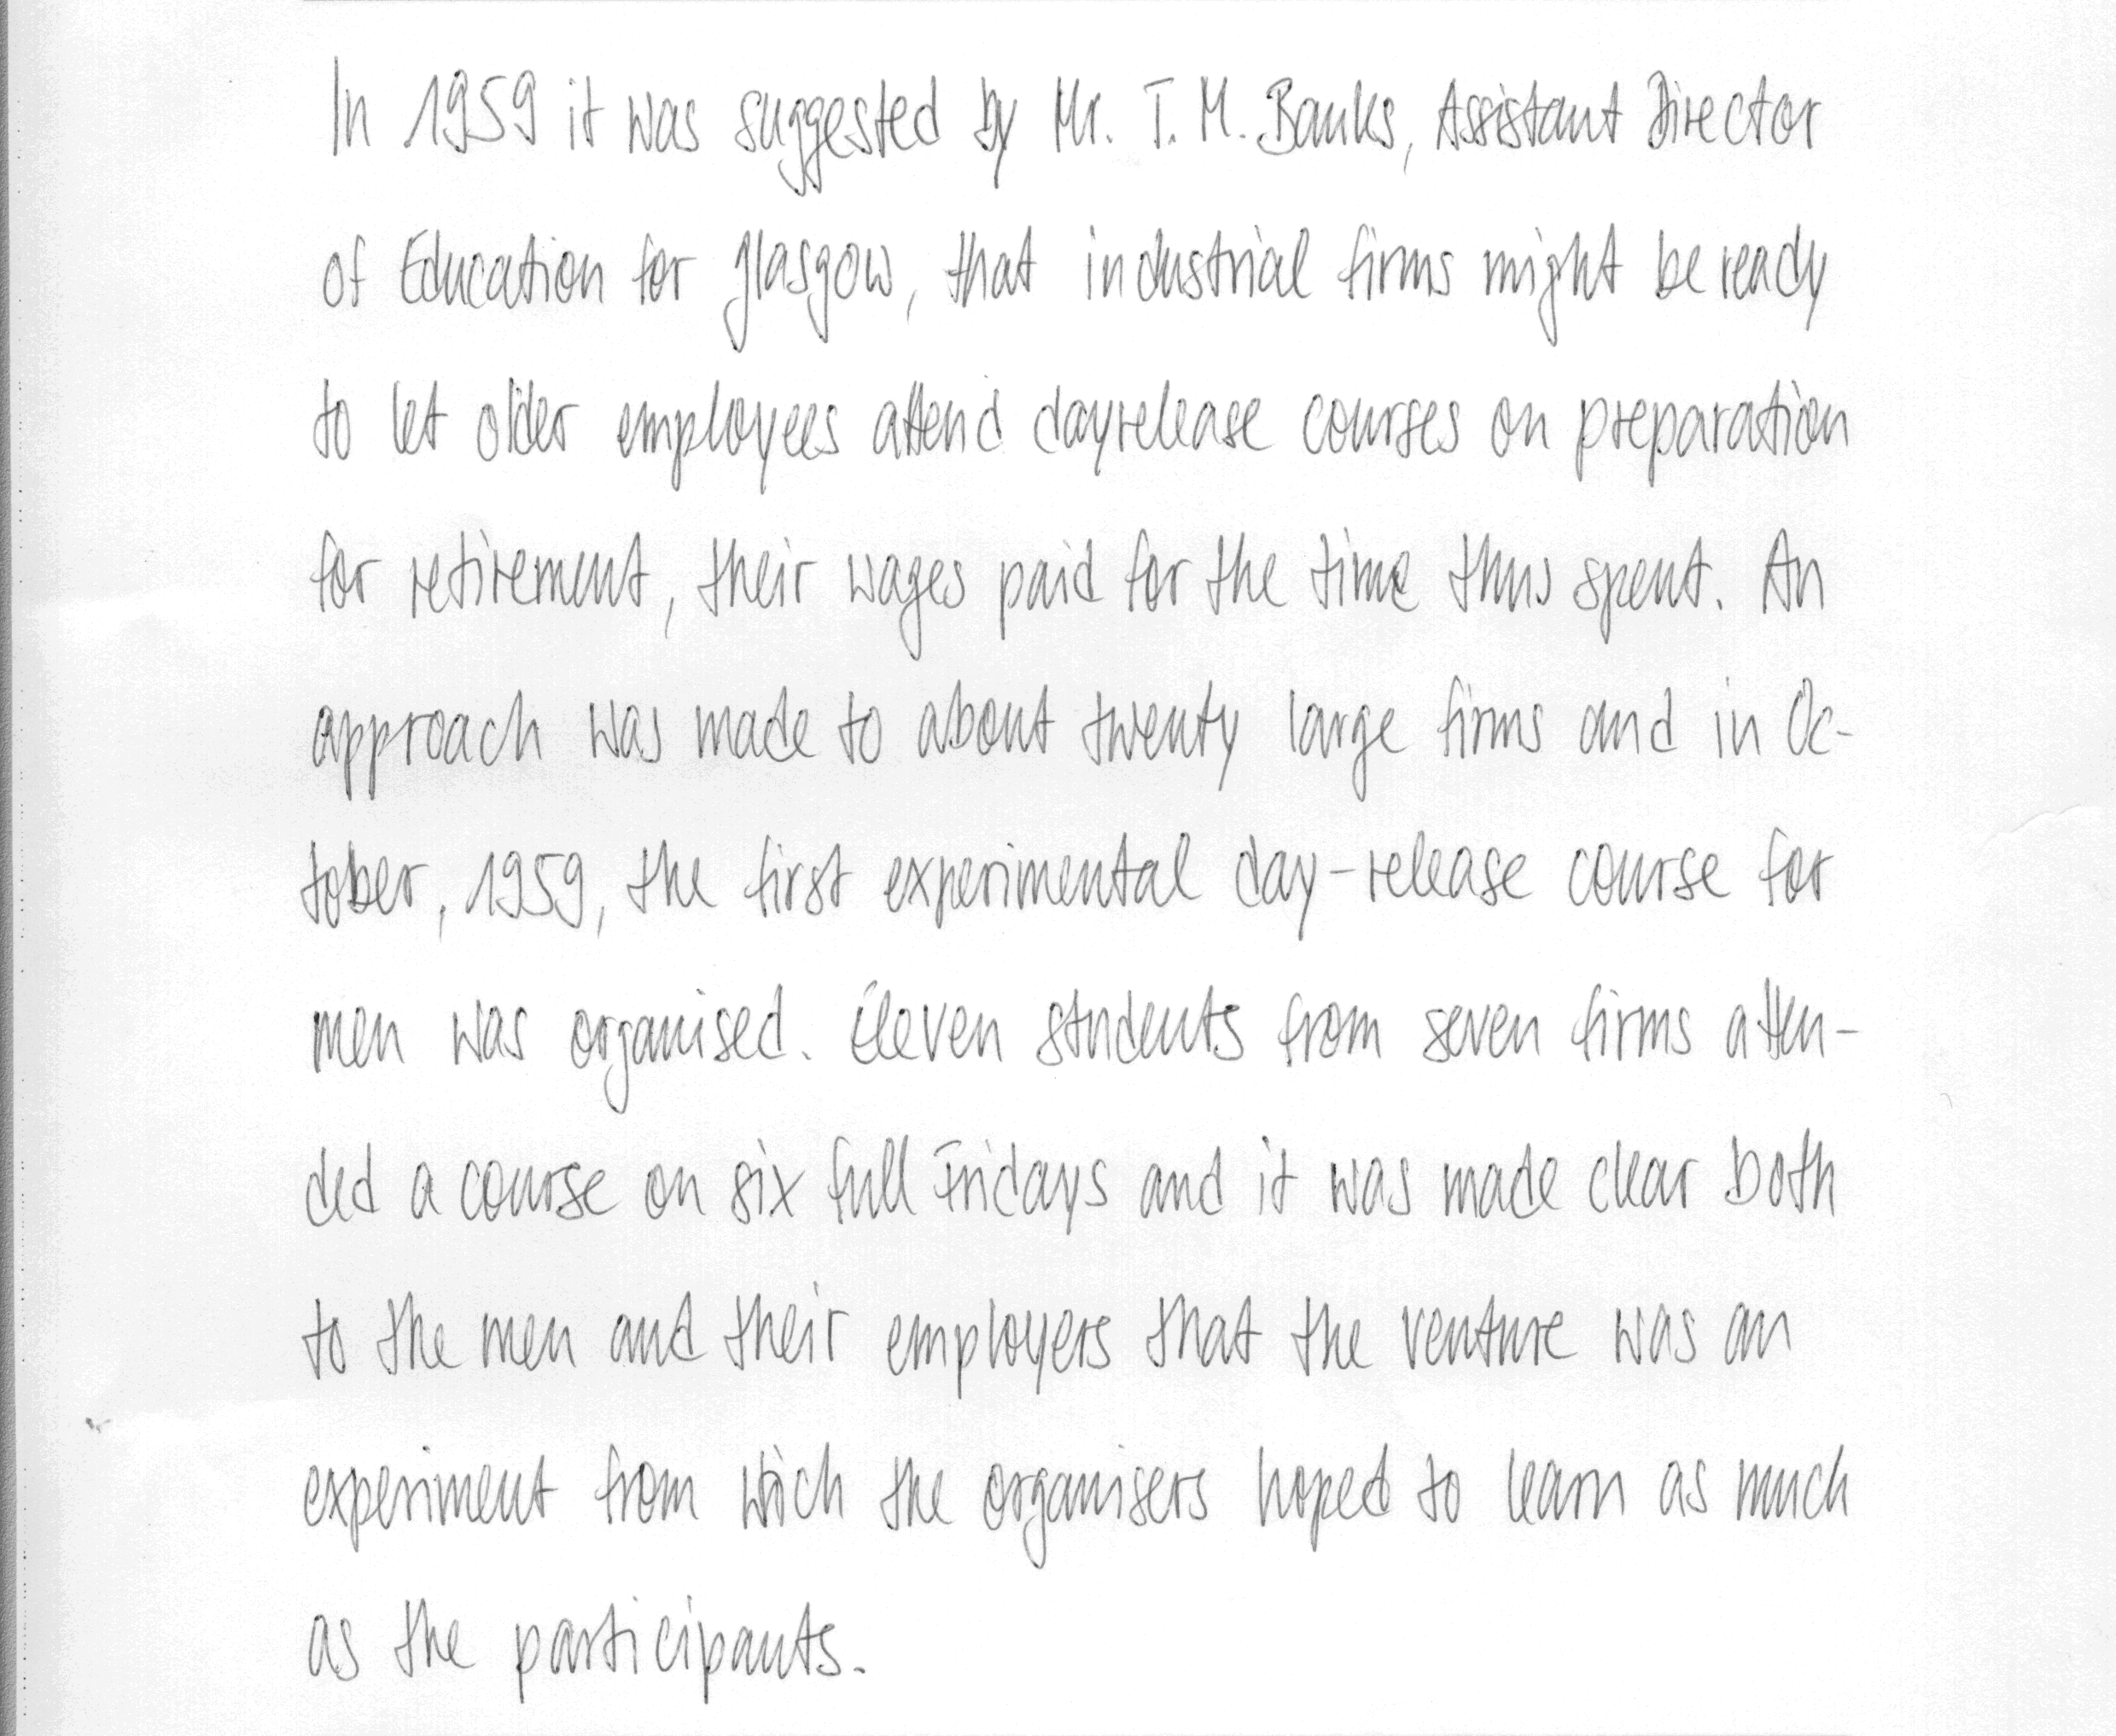 In 1959 it was suggested by Mr. T. M. Banks, Assistant Director
of Education for Glasgow, that industrial firms might be ready
to let older employees attend dayrelease courses on preparation
for retirement, their wages paid for the time thus spent. An
approach was made to about twenty large firms and in Oc-
tober, 1959, the first experimental day-release course for
men was organised. Eleven students from seven firms atten-
ded a course on six full Fridays and it was made clear both
to the men and their employers that the venture was an
experiment from wich the organisers hoped to learn as much
as the participants.